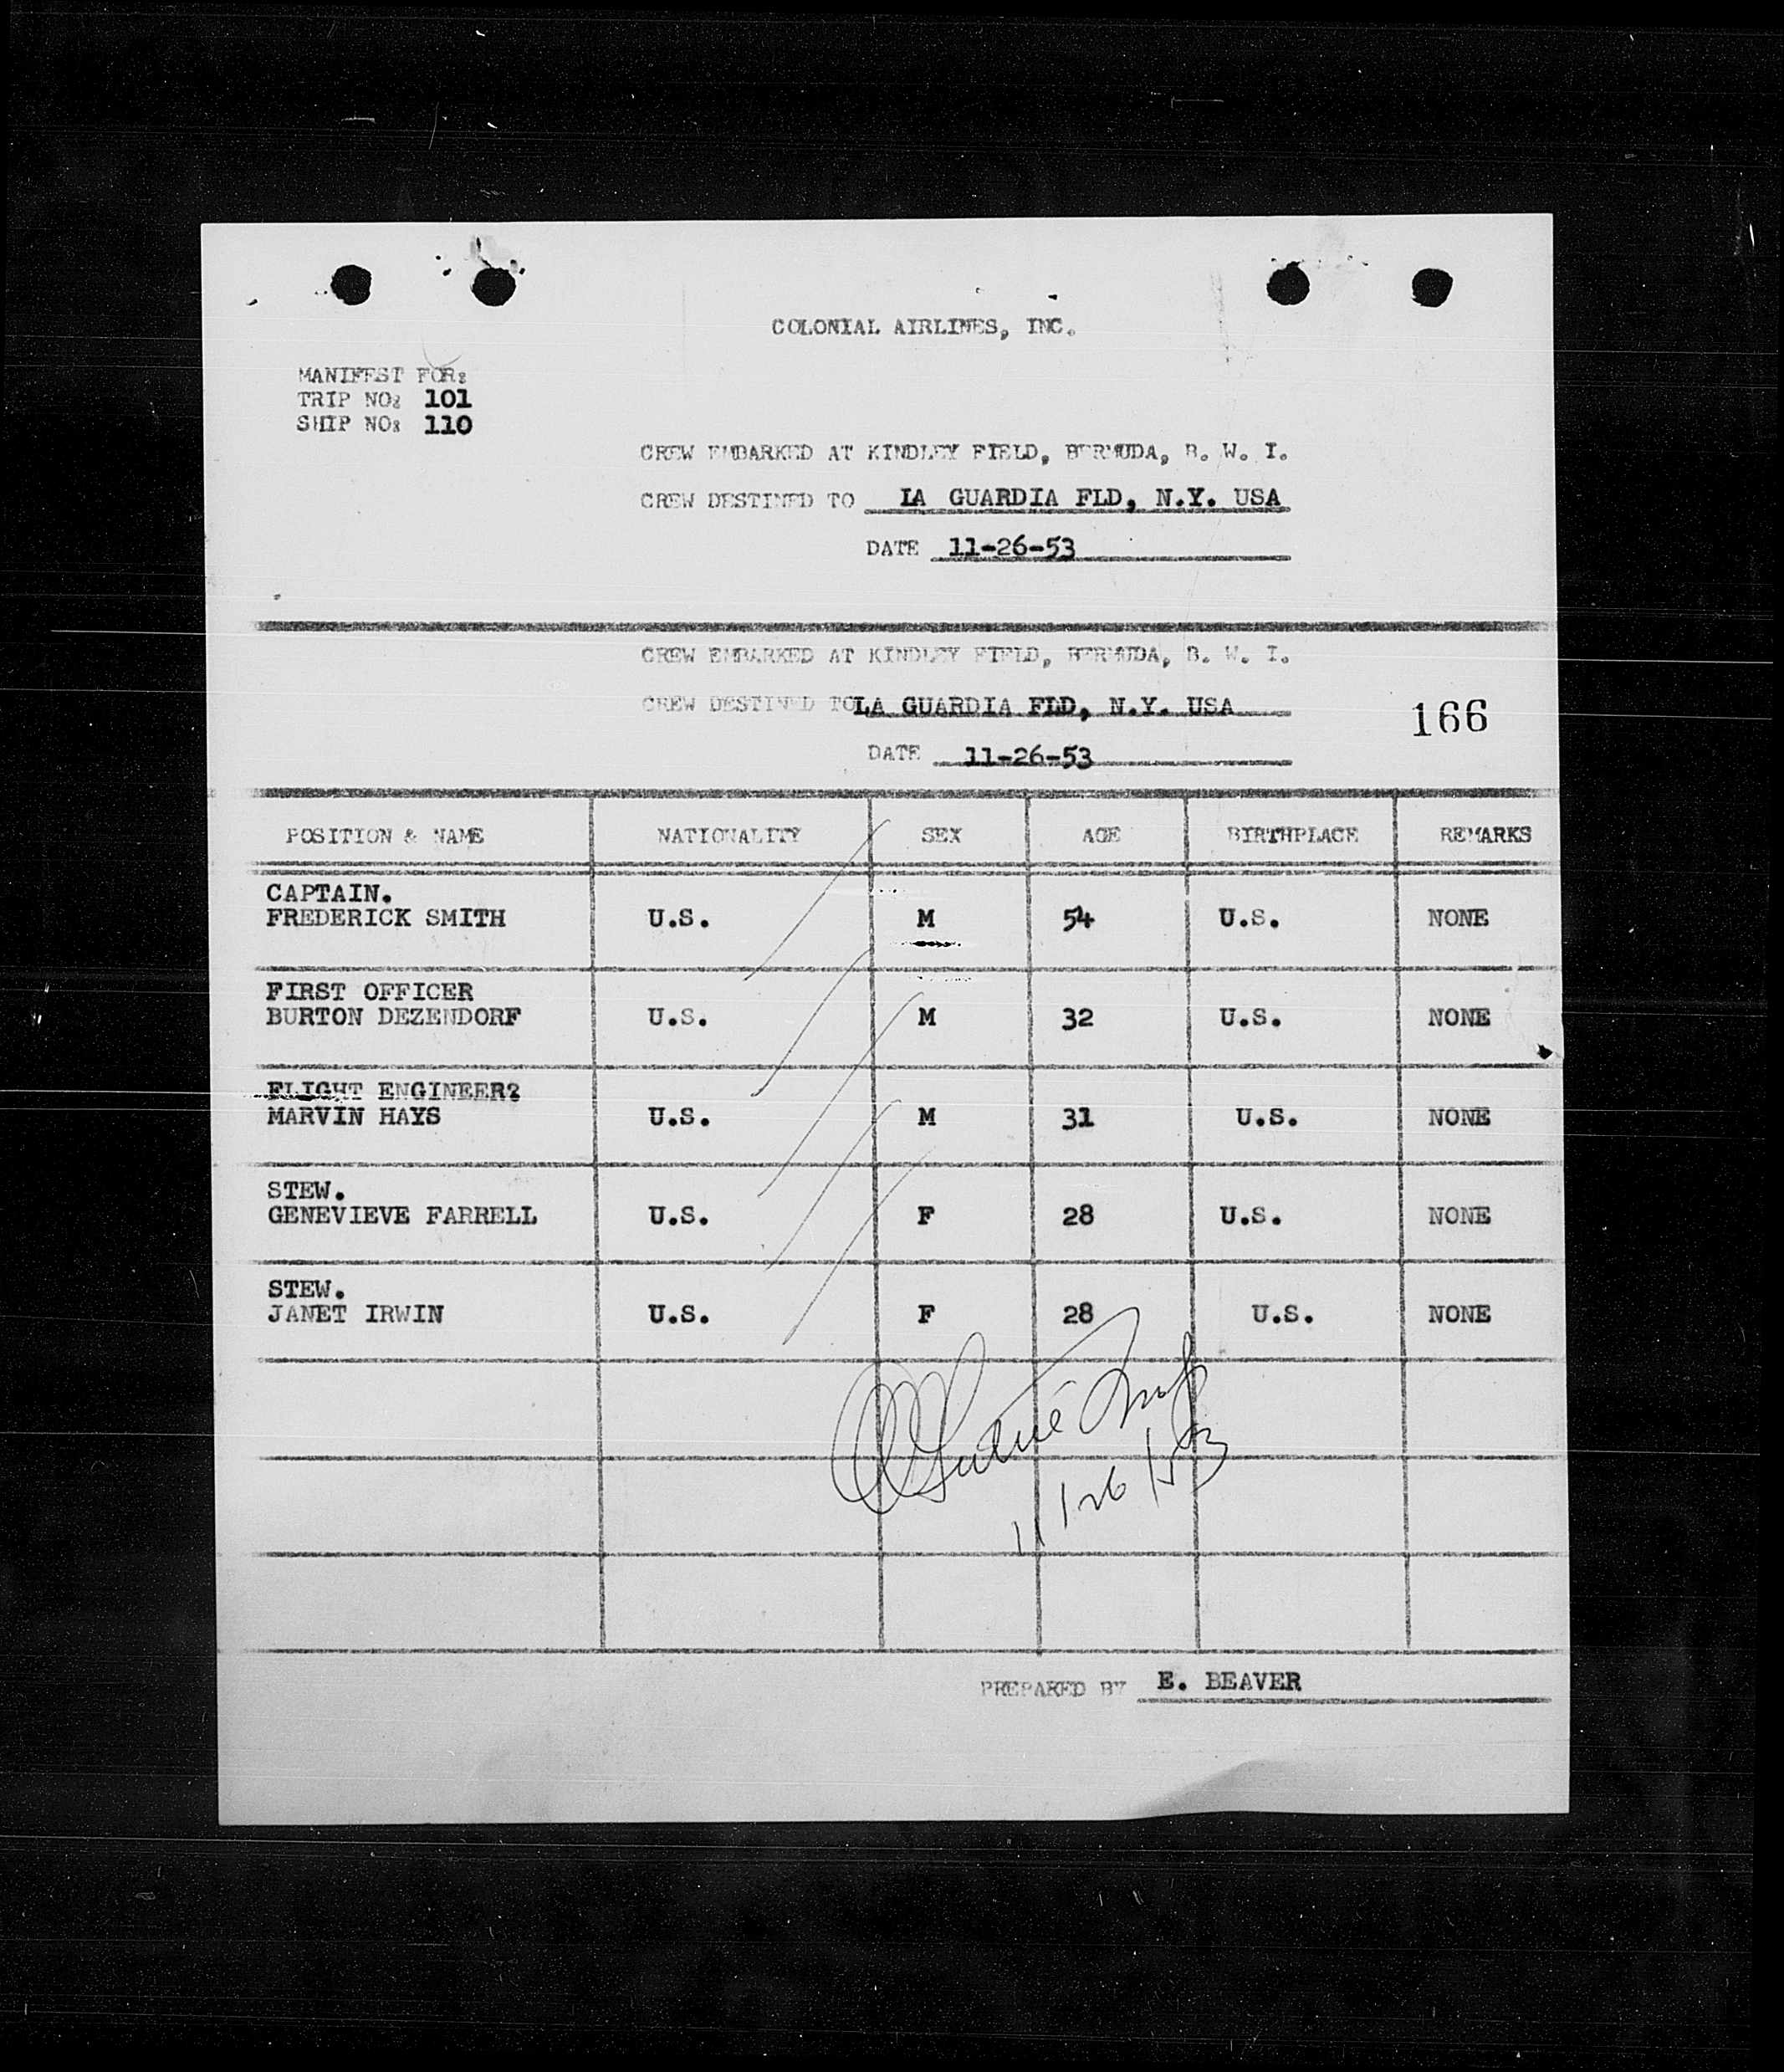 COLONIAL AIRLINES, INC.
MANIFEST FOR:
TRIP NO: 101
SHIP NO: 110
CREW EMBARKED AT KINDLEY FIELD, BERMUDA, B. W. I.
CREW DESTINED TO LA GUARDIA FLD, N.Y. USA
DATE 11-26-53
CREW EMBARKED AT KINDLEY FIELD, BERMUDA, B. W. I.
CREW DESTINED TO LA GUARDIA FLD, N.Y. USA
166
DATE 11-26-53
POSITION & NAME NATIONALITY SEX AGE BIRTHPLACE REMARKS
CAPTAIN.
FREDERICK SMITH U.S. M 54 U.S. NONE
FIRST OFFICER
BURTON DEZENDORF U.S. M 32 U.S. NONE
FLIGHT ENGINEER?
MARVIN HAYS U.S. M 31 U.S. NONE
STEW.
GENEVIEVE FARRELL U.S. F 28 U.S. NONE
STEW.
JANET IRWIN U.S. F 28 U.S. NONE
11/26/53
PREPARED BY E. BEAVER